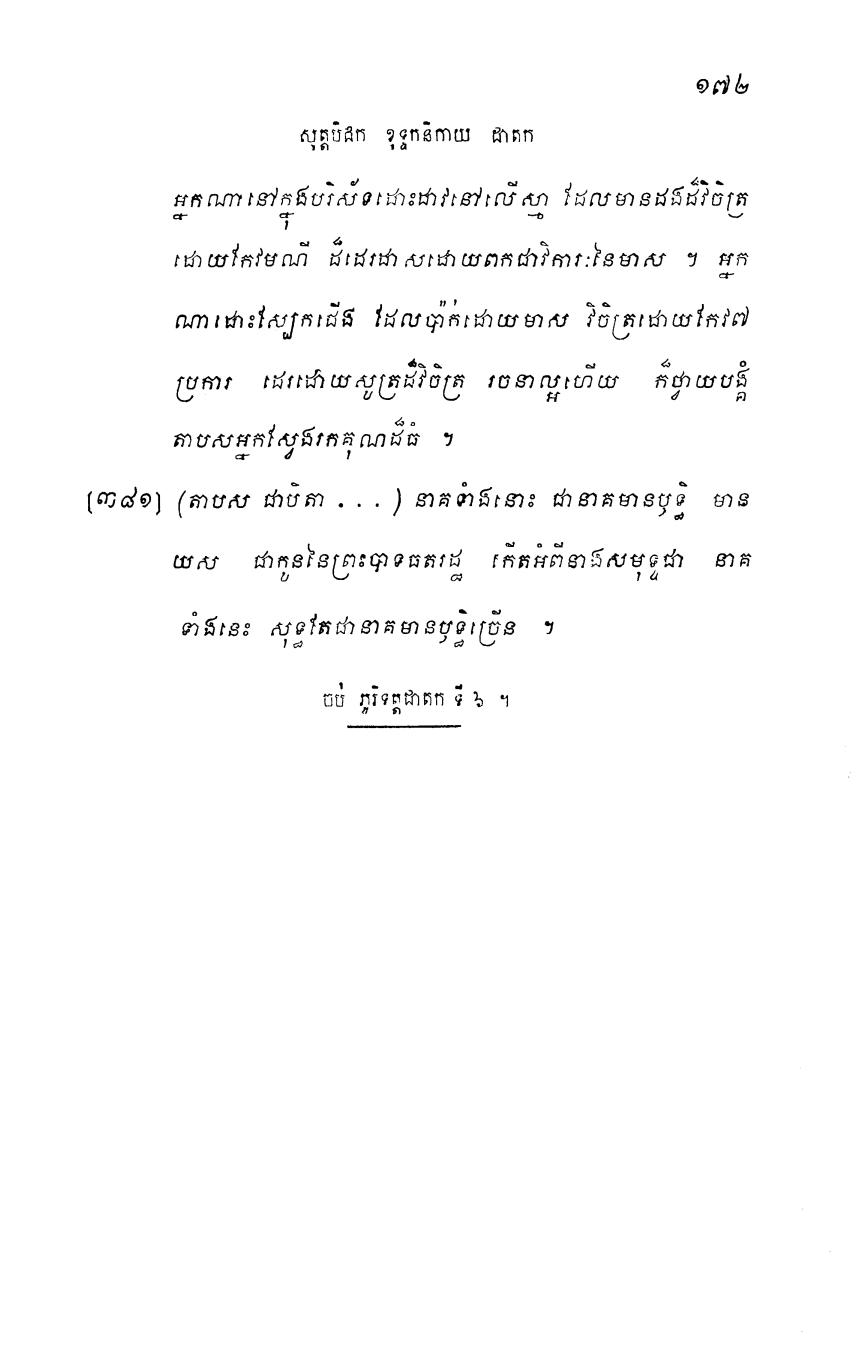 ១៧២
សុត្តបិដក ខុទ្ទកនិកាយ ជាតក
អ្នកណានៅក្នុងបរិស័ទដោះដាវនៅលើស្មា ដែលមានដងដ៏វិចិត្រ
ដោយកែវមណី ដ៏ដេរដាសដោយពកជាវិការៈនៃមាស ។ អ្នក
ណាដោះស្បែកជើង ដែលប៉ាក់ដោយមាស វិចិត្រដោយកែវ៧
ប្រការ ដេរដោយសូត្រដ៏វិចិត្រ រចនាល្អហើយ ក៏ថ្វាយបង្គំ
តាបសអ្នកស្វែងរកគុណដ៏ធំ ។
[៣៨១] (តាបស ជាបិតា . . . ) នាគទាំងនោះ ជានាគមានឫទ្ធិ មាន
យស ជាកូននៃព្រះបាទធតរដ្ឋ កើតអំពីនាងសមុទ្ទជា នាគ
ទាំងនេះ សុទ្ធតែជានាគមានឫទ្ធិច្រើន ។
ចប់ ភូរិទត្តជាតក ទី ៦ ។